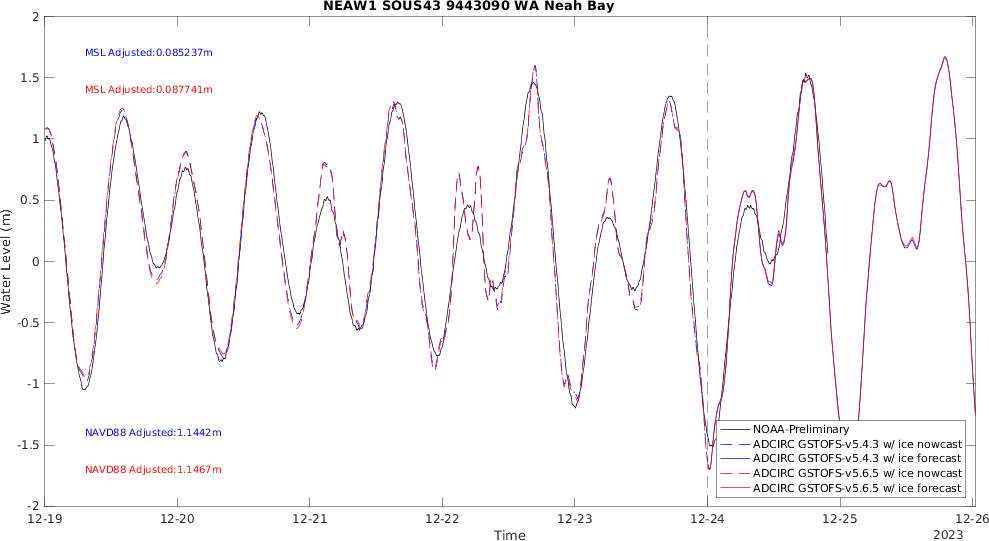 NEAW1 SOUS43 9443090 WA Neah Bay
MSL Adjusted:0.085237m
MSL Adjusted:0.087741m
NAVD88 Adjusted:1.1442m
NAVD88 Adjusted:1.1467m
Water Level (m)
2
1.5
1
0.5
0
-0.5
-1
-1.5
-2
NOAA-Preliminary
ADCIRC GSTOFS-v5.4.3 w/ ice nowcast
ADCIRC GSTOFS-v5.4.3 w/ ice forecast
ADCIRC GSTOFS-v5.6.5 w/ ice nowcast
ADCIRC GSTOFS-v5.6.5 w/ ice forecast
12-19 12-20 12-21 12-22 12-23 12-24 12-25 12-26
Time
2023